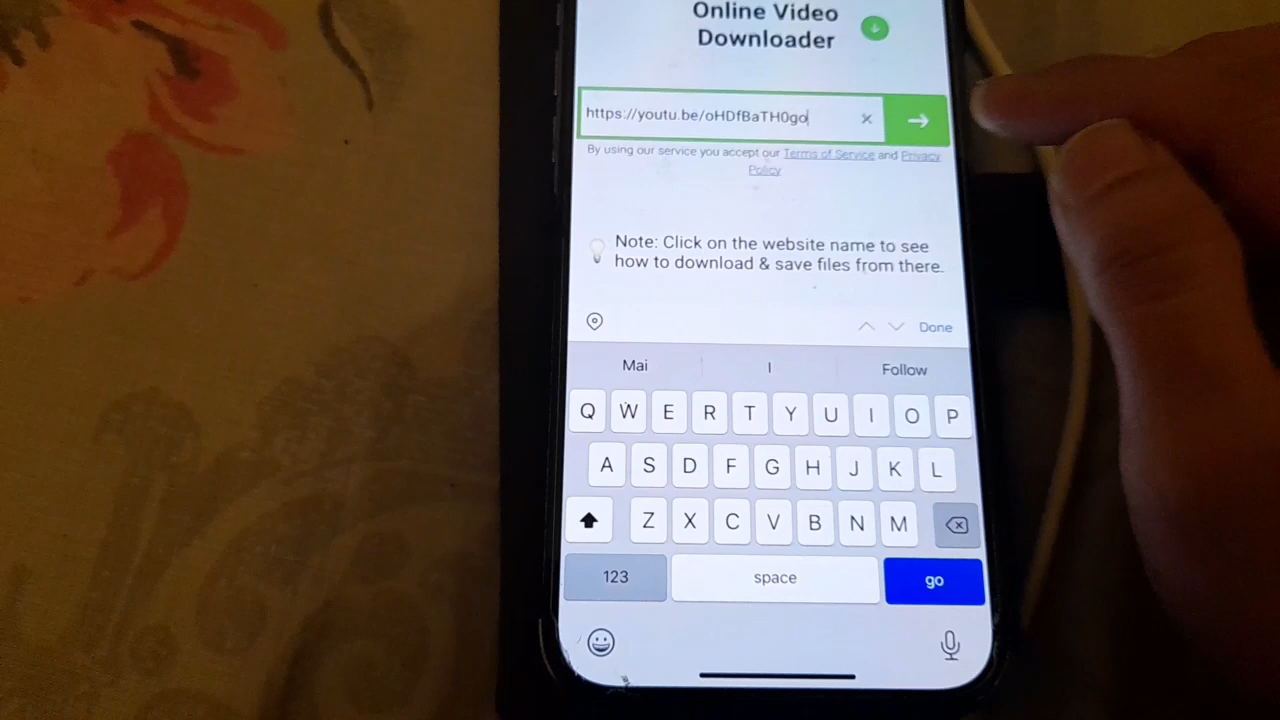 Online Video
Downloader
https://youtu.be/oHDfBaTH0go
By using our service you accept our Terms of Service and Privacy
Policy
Note: Click on the website name to see
how to download & save files from there.
Done
Mai I Follow
Q W E R T Y U I O P
A S D F G H J K L
Z X C V B N M
123 space go